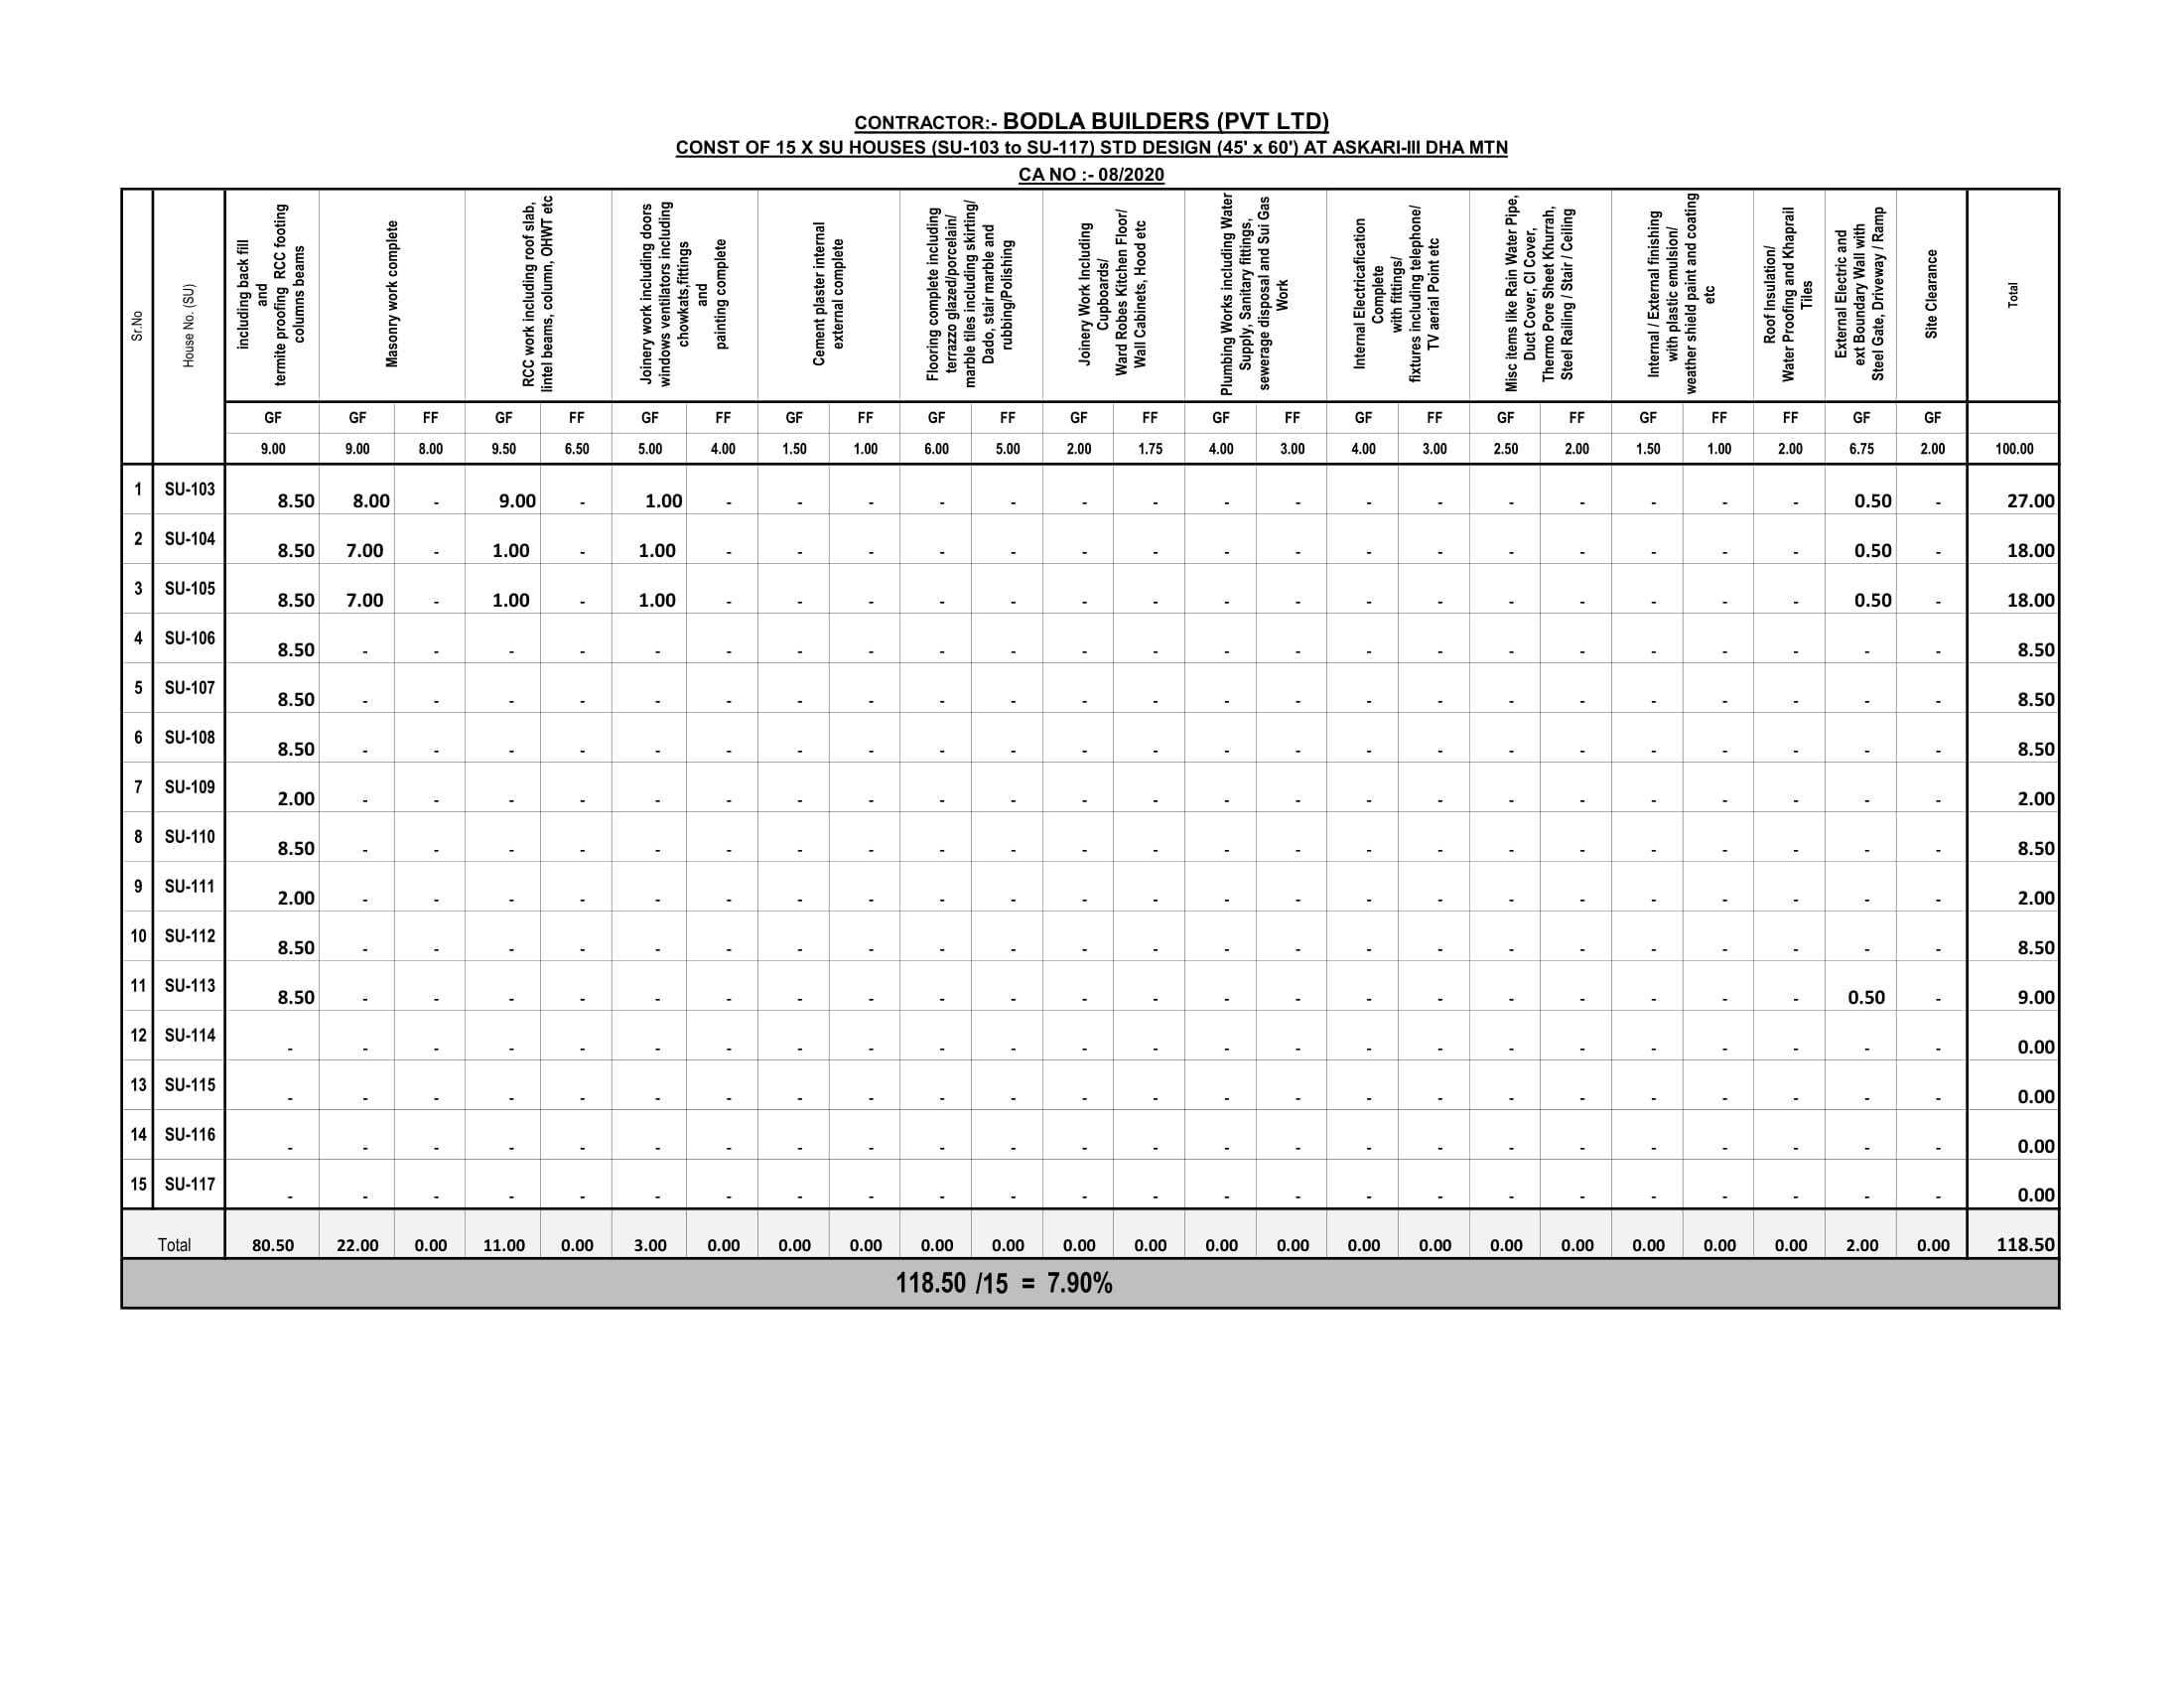 CONTRACTOR:- BODLA BUILDERS (PVT LTD)
CONST OF 15 X SU HOUSES (SU-103 to SU-117) STD DESIGN (45' x 60') AT ASKARI-III DHA MTN
CA NO :- 08/2020
Sr.No
House No. (SU)
including back fill
and
termite proofing RCC footing
columns beams
Masonry work complete
RCC work including roof slab,
lintel beams, column, OHWT etc
Joinery work including doors
windows ventilators including
chowkats,fittings
and
painting complete
Cement plaster internal
external complete
Flooring complete including
terrazzo glazed/porcelain/
marble tiles including skirting/
Dado, stair marble and
rubbing/Polishing
Joinery Work Including
Cupboards/
Ward Robes Kitchen Floor/
Wall Cabinets, Hood etc
Plumbing Works including Water
Supply, Sanitary fittings,
sewerage disposal and Sui Gas
Work
Internal Electricafication
Complete
with fittings/
fixtures including telephone/
TV aerial Point etc
Misc items like Rain Water Pipe,
Duct Cover, CI Cover,
Thermo Pore Sheet Khurrah,
Steel Railing / Stair / Ceiling
Internal / External finishing
with plastic emulsion/
weather shield paint and coating
etc
Roof Insulation/
Water Proofing and Khaprail
Tiles
External Electric and
ext Boundary Wall with
Steel Gate, Driveway / Ramp
Site Clearance
Total
GF GF FF GF FF GF FF GF FF GF FF GF FF GF FF GF FF GF FF GF FF FF GF GF
9.00 9.00 8.00 9.50 6.50 5.00 4.00 1.50 1.00 6.00 5.00 2.00 1.75 4.00 3.00 4.00 3.00 2.50 2.00 1.50 1.00 2.00 6.75 2.00 100.00
1 SU-103 8.50 8.00 - 9.00 - 1.00 - - - - - - - - - - - - - - - - 0.50 - 27.00
2 SU-104 8.50 7.00 - 1.00 - 1.00 - - - - - - - - - - - - - - - - 0.50 - 18.00
3 SU-105 8.50 7.00 - 1.00 - 1.00 - - - - - - - - - - - - - - - - 0.50 - 18.00
4 SU-106 8.50 - - - - - - - - - - - - - - - - - - - - - - - 8.50
5 SU-107 8.50 - - - - - - - - - - - - - - - - - - - - - - - 8.50
6 SU-108 8.50 - - - - - - - - - - - - - - - - - - - - - - - 8.50
7 SU-109 2.00 - - - - - - - - - - - - - - - - - - - - - - - 2.00
8 SU-110 8.50 - - - - - - - - - - - - - - - - - - - - - - - 8.50
9 SU-111 2.00 - - - - - - - - - - - - - - - - - - - - - - - 2.00
10 SU-112 8.50 - - - - - - - - - - - - - - - - - - - - - - - 8.50
11 SU-113 8.50 - - - - - - - - - - - - - - - - - - - - - 0.50 - 9.00
12 SU-114 - - - - - - - - - - - - - - - - - - - - - - - - 0.00
13 SU-115 - - - - - - - - - - - - - - - - - - - - - - - - 0.00
14 SU-116 - - - - - - - - - - - - - - - - - - - - - - - - 0.00
15 SU-117 - - - - - - - - - - - - - - - - - - - - - - - - 0.00
Total 80.50 22.00 0.00 11.00 0.00 3.00 0.00 0.00 0.00 0.00 0.00 0.00 0.00 0.00 0.00 0.00 0.00 0.00 0.00 0.00 0.00 0.00 2.00 0.00 118.50
118.50 /15 = 7.90%